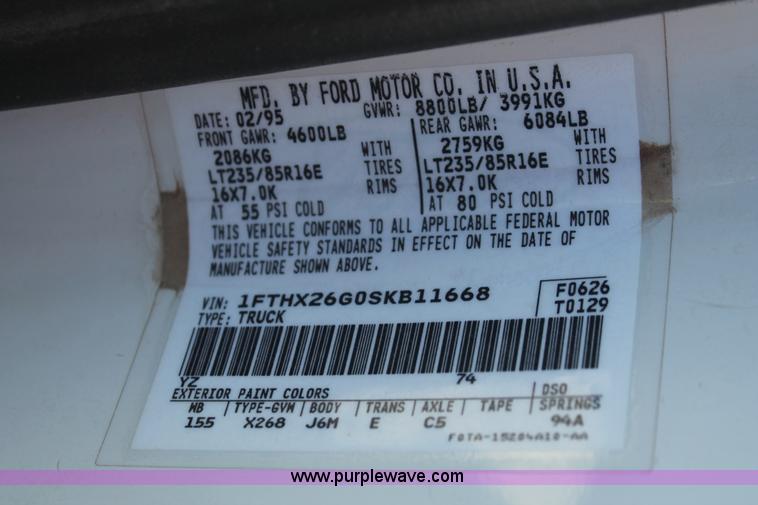 MFD. BY FORD MOTOR CO. IN U.S.A.
DATE: 02/95 GVWR: 8800LB/ 3991KG
FRONT GAWR: 4600LB REAR GAWR: 6084LB
2086KG WITH 2759KG WITH
LT235/85R16E TIRES LT235/85R16E TIRES
16X7.0K RIMS 16X7.0K RIMS
AT 55 PSI COLD AT 80 PSI COLD
THIS VEHICLE CONFORMS TO ALL APPLICABLE FEDERAL MOTOR
VEHICLE SAFETY STANDARDS IN EFFECT ON THE DATE OF
MANUFACTURE SHOWN ABOVE.
VIN: 1FTHX26G0SKB11668 F0626
TYPE: TRUCK T0129
YZ 74
EXTERIOR PAINT COLORS DSO
WB TYPE-GVW BODY TRANS AXLE TAPE SPRINGS
155 X268 J6M E C5 94A
F0TA-15204A10-AA
www.purplewave.com